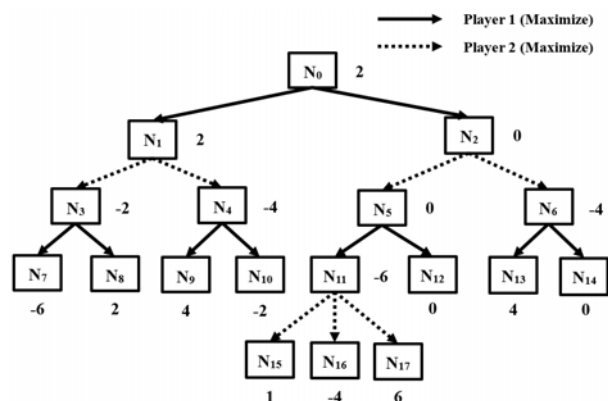 Player 1 (Maximize)
Player 2 (Maximize)
N0 2
N1 2 N2 0
N3 -2 N4 -4 N5 0 N6 -4
N7 N8 N9 N10 N11 -6 N12 N13 N14
-6 2 4 -2 0 4 0
N15 N16 N17
1 -4 6